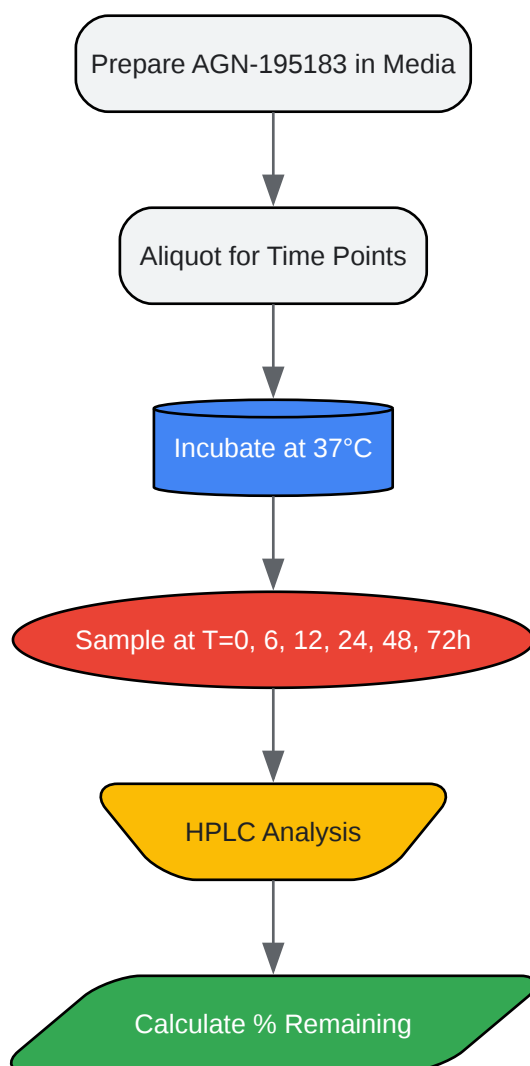 Prepare AGN-195183 in Media
Aliquot for Time Points
Incubate at 37°C
Sample at T=0, 6, 12, 24, 48, 72h
HPLC Analysis
Calculate % Remaining